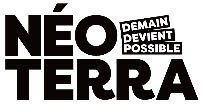 NÉO
DEMAIN
DEVIENT
POSSIBLE
TERRA